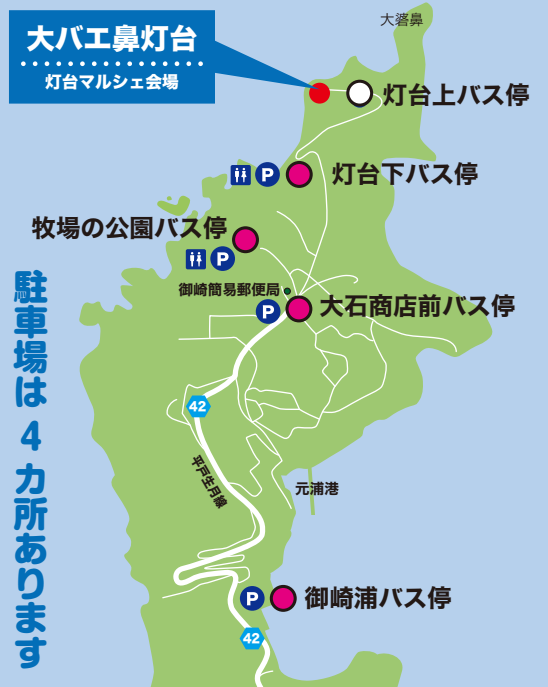 大碆鼻
大バエ鼻灯台
灯台マルシェ会場
灯台上バス停
P
灯台下バス停
牧場の公園バス停
P
御崎簡易郵便局
P
大石商店前バス停
駐車場は4カ所あります
42
平戸生月線
元浦港
P
御崎浦バス停
42